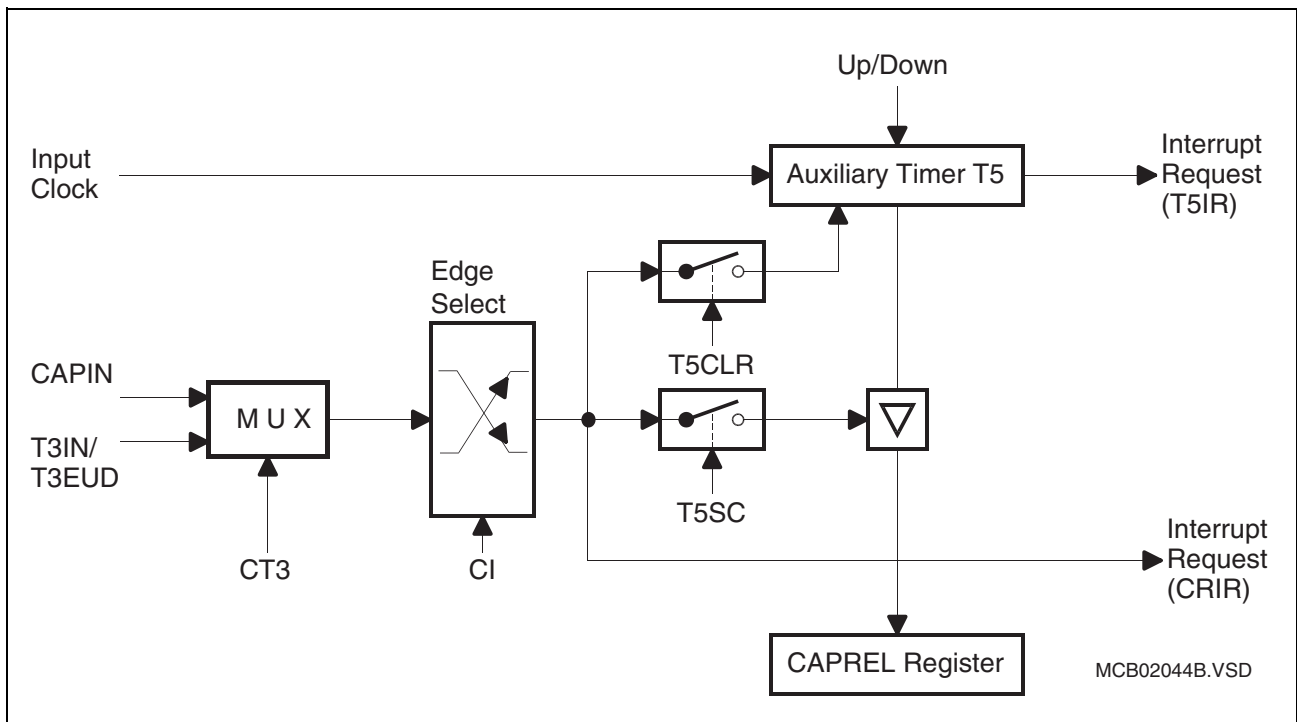 Up/Down
Input
Clock
Auxiliary Timer T5
Interrupt
Request
(T5IR)
Edge
Select
T5CLR
CAPIN
M U X
T3IN/
T3EUD
T5SC
CT3
CI
Interrupt
Request
(CRIR)
CAPREL Register
MCB02044B.VSD